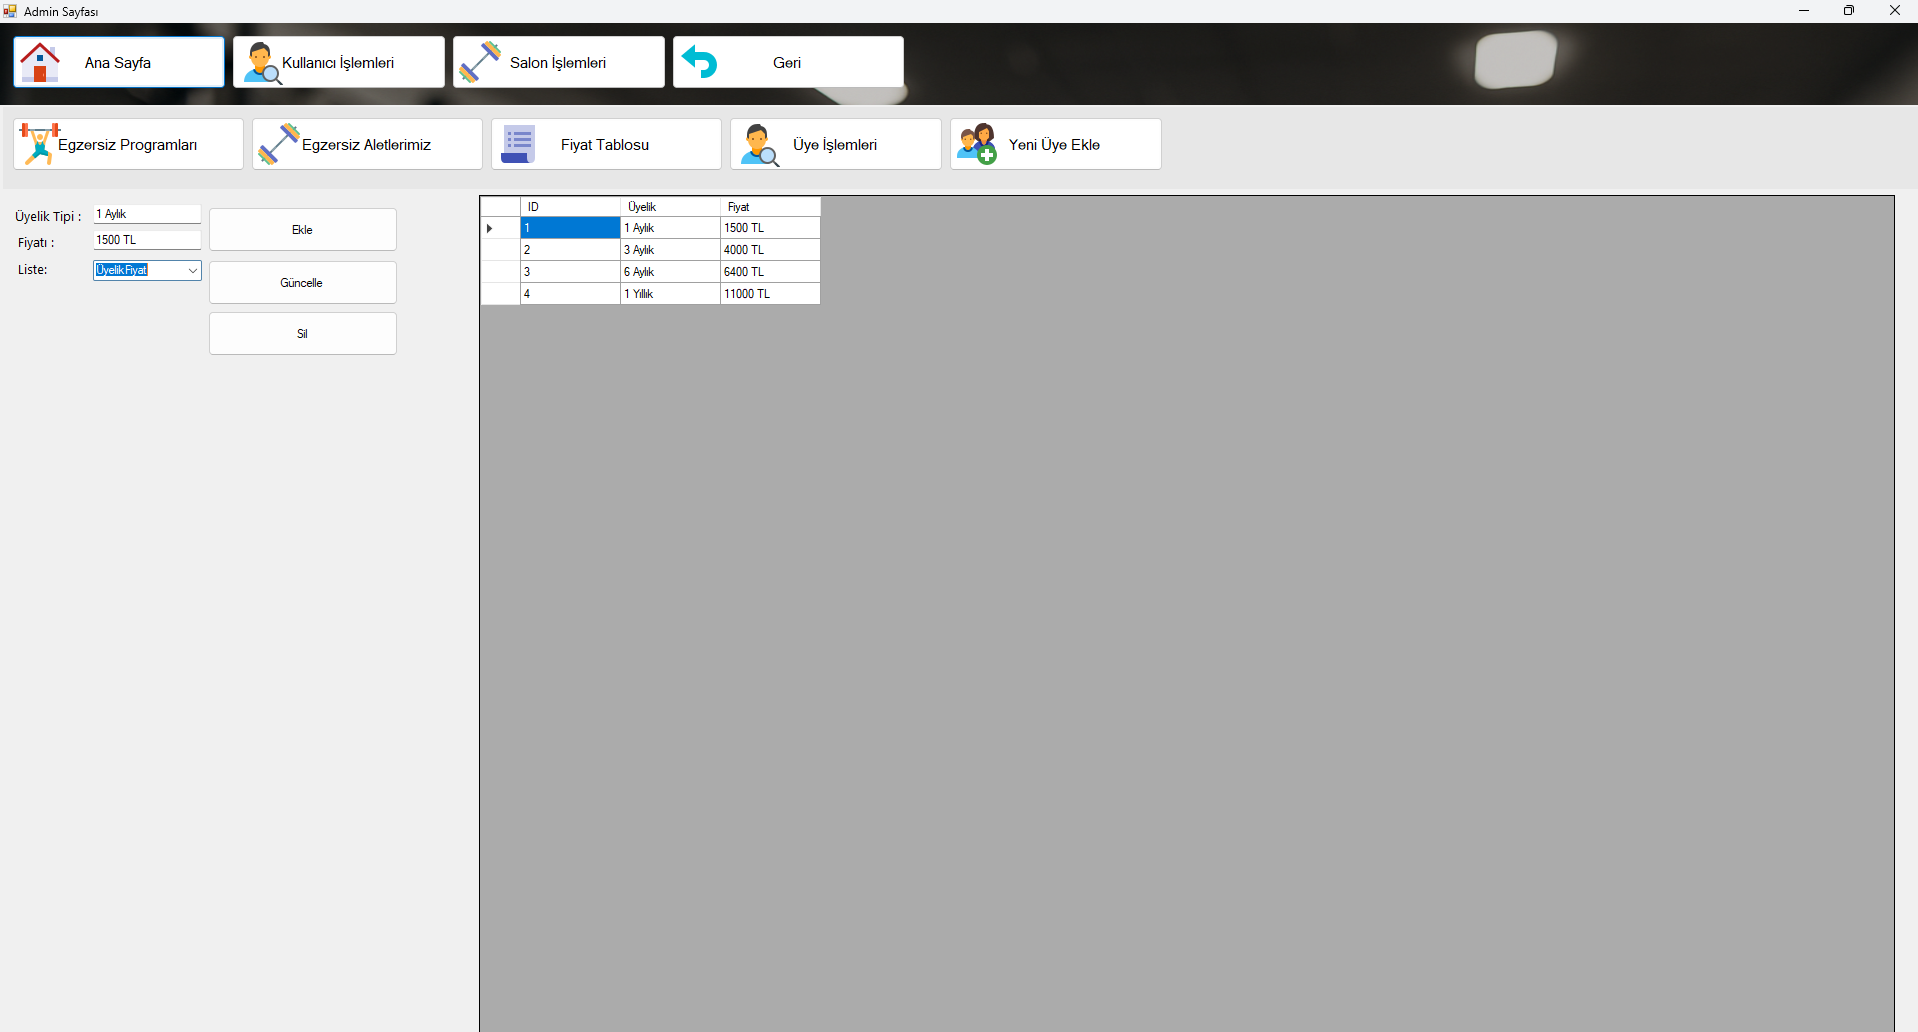 Admin Sayfası
Ana Sayfa
Kullanıcı İşlemleri
Salon İşlemleri
Geri
Egzersiz Programları
Egzersiz Aletlerimiz
Fiyat Tablosu
Üye İşlemleri
Yeni Üye Ekle
Üyelik Tipi : 1 Aylık
Fiyatı : 1500 TL
Liste: ÜyelikFiyat
Ekle
Güncelle
Sil
ID Üyelik Fiyat
1 1 Aylık 1500 TL
2 3 Aylık 4000 TL
3 6 Aylık 6400 TL
4 1 Yıllık 11000 TL